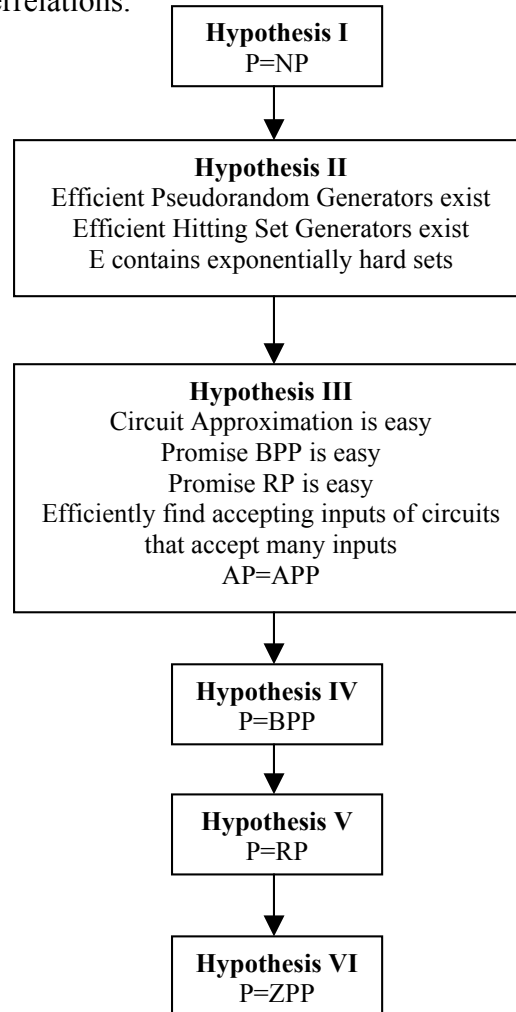 errelations.
Hypothesis I
P=NP
Hypothesis II
Efficient Pseudorandom Generators exist
Efficient Hitting Set Generators exist
E contains exponentially hard sets
Hypothesis III
Circuit Approximation is easy
Promise BPP is easy
Promise RP is easy
Efficiently find accepting inputs of circuits
that accept many inputs
AP=APP
Hypothesis IV
P=BPP
Hypothesis V
P=RP
Hypothesis VI
P=ZPP